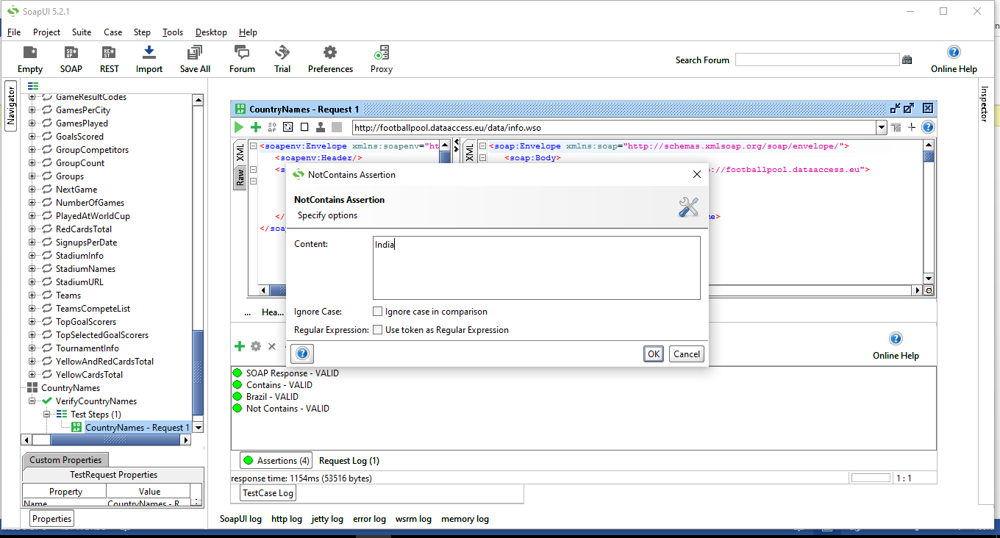 SoapUI 5.2.1
File Project Suite Case Step Tools Desktop Help
Empty SOAP REST Import Save All Forum Trial Preferences Proxy
Search Forum
Online Help
Navigator
GameResultCodes
GamesPerCity
GamesPlayed
GoalsScored
GroupCompetitors
GroupCount
Groups
NextGame
NumberOfGames
PlayedAtWorldCup
RedCardsTotal
SignupsPerDate
StadiumInfo
StadiumNames
StadiumURL
Teams
TeamsCompeteList
TopGoalScorers
TopSelectedGoalScorers
TournamentInfo
YellowAndRedCardsTotal
YellowCardsTotal
CountryNames
VerifyCountryNames
Test Steps (1)
CountryNames - Request 1
Custom Properties
TestRequest Properties
Property Value
Name CountryNames - R
Properties
CountryNames - Request 1
http://footballpool.dataaccess.eu/data/info.wso
XML
Raw
<soapenv:Envelope xmlns:soapenv="ht
<soapenv:Header/>
<s
</
</soa
XML
<soap:Envelope xmlns:soap="http://schemas.xmlsoap.org/soap/envelope/">
<soap:Body>
p://footballpool.dataaccess.eu">
me>
NotContains Assertion
NotContains Assertion
Specify options
Content:
India
Ignore Case: Ignore case in comparison
Regular Expression: Use token as Regular Expression
OK Cancel
... Hea...
Online Help
SOAP Response - VALID
Contains - VALID
Brazil - VALID
Not Contains - VALID
Assertions (4) Request Log (1)
response time: 1154ms (53516 bytes)
1 : 1
TestCase Log
SoapUI log http log jetty log error log wsrm log memory log
Inspector